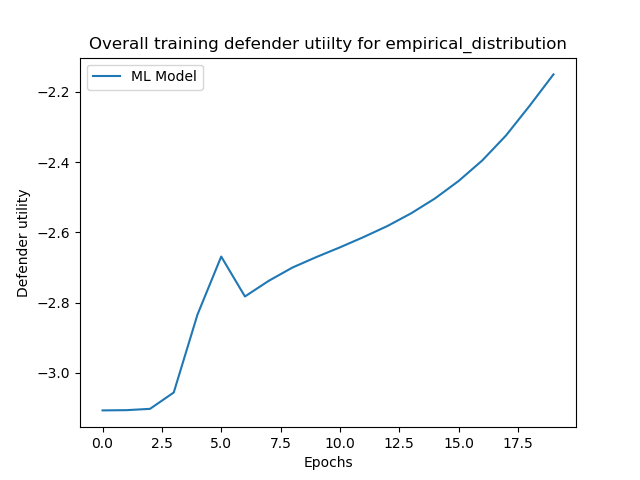 Overall training defender utiilty for empirical_distribution
ML Model
Defender utility
−2.2
−2.4
−2.6
−2.8
−3.0
0.0 2.5 5.0 7.5 10.0 12.5 15.0 17.5
Epochs